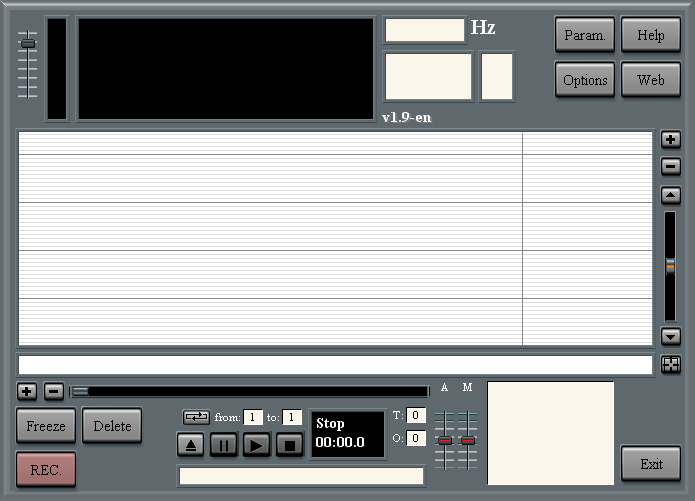 Hz
Param.
Help
Options
Web
v1.9-en
A M
from: 1 to: 1
Stop
00:00.0
T: 0
O: 0
Freeze
Delete
REC.
Exit